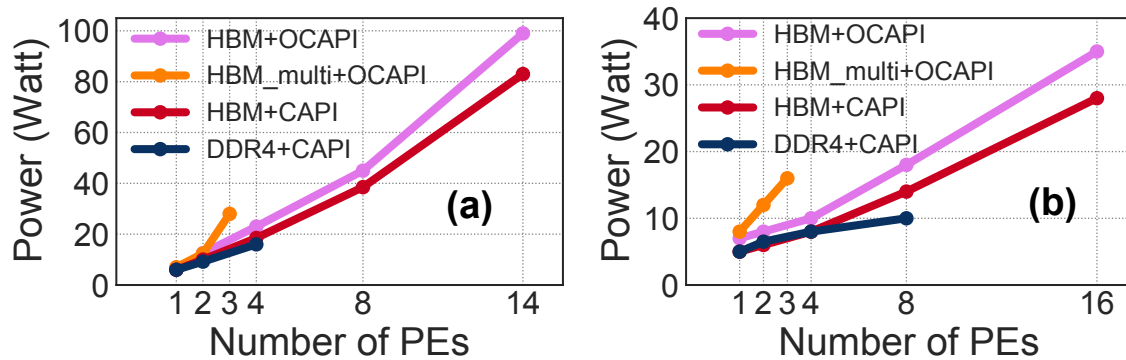 HBM+OCAPI
HBM_multi+OCAPI
HBM+CAPI
DDR4+CAPI
(a)
Power (Watt)
100
80
60
40
20
0
1 2 3 4 8 14
Number of PEs
HBM+OCAPI
HBM_multi+OCAPI
HBM+CAPI
DDR4+CAPI
(b)
Power (Watt)
40
30
20
10
0
1 2 3 4 8 16
Number of PEs